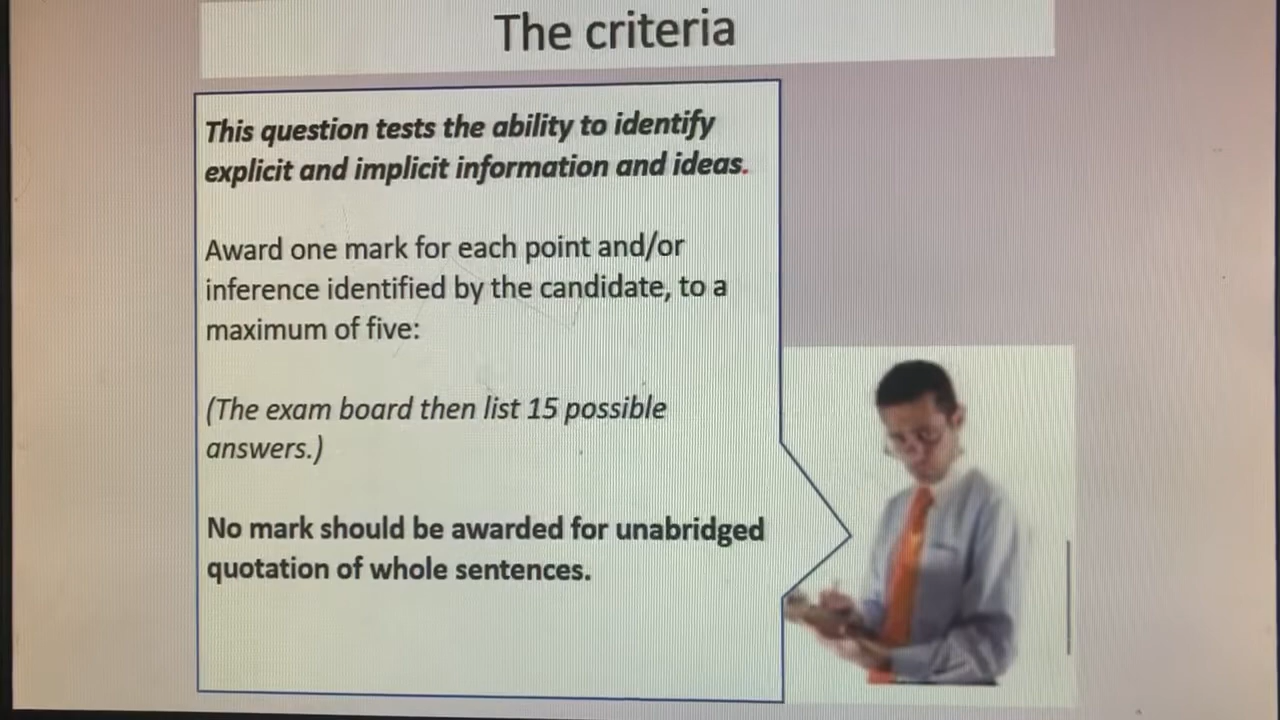 The criteria
This question tests the ability to identify
explicit and implicit information and ideas.
Award one mark for each point and/or
inference identified by the candidate, to a
maximum of five:
(The exam board then list 15 possible
answers.)
No mark should be awarded for unabridged
quotation of whole sentences.